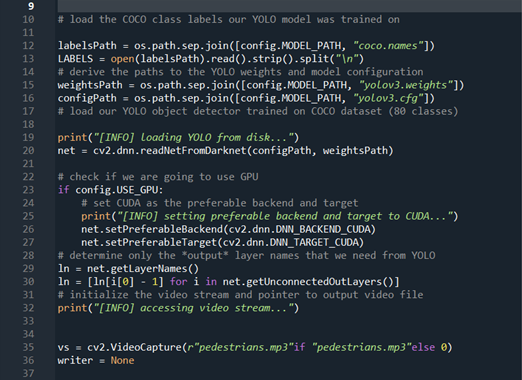 9
10 # load the COCO class labels our YOLO model was trained on
11
12 labelsPath = os.path.sep.join([config.MODEL_PATH, "coco.names"])
13 LABELS = open(labelsPath).read().strip().split("\n")
14 # derive the paths to the YOLO weights and model configuration
15 weightsPath = os.path.sep.join([config.MODEL_PATH, "yolov3.weights"])
16 configPath = os.path.sep.join([config.MODEL_PATH, "yolov3.cfg"])
17 # load our YOLO object detector trained on COCO dataset (80 classes)
18
19 print("[INFO] loading YOLO from disk...")
20 net = cv2.dnn.readNetFromDarknet(configPath, weightsPath)
21
22 # check if we are going to use GPU
23 if config.USE_GPU:
24     # set CUDA as the preferable backend and target
25     print("[INFO] setting preferable backend and target to CUDA...")
26     net.setPreferableBackend(cv2.dnn.DNN_BACKEND_CUDA)
27     net.setPreferableTarget(cv2.dnn.DNN_TARGET_CUDA)
28 # determine only the *output* layer names that we need from YOLO
29 ln = net.getLayerNames()
30 ln = [ln[i[0] - 1] for i in net.getUnconnectedOutLayers()]
31 # initialize the video stream and pointer to output video file
32 print("[INFO] accessing video stream...")
33
34
35 vs = cv2.VideoCapture(r"pedestrians.mp3"if "pedestrians.mp3"else 0)
36 writer = None
37